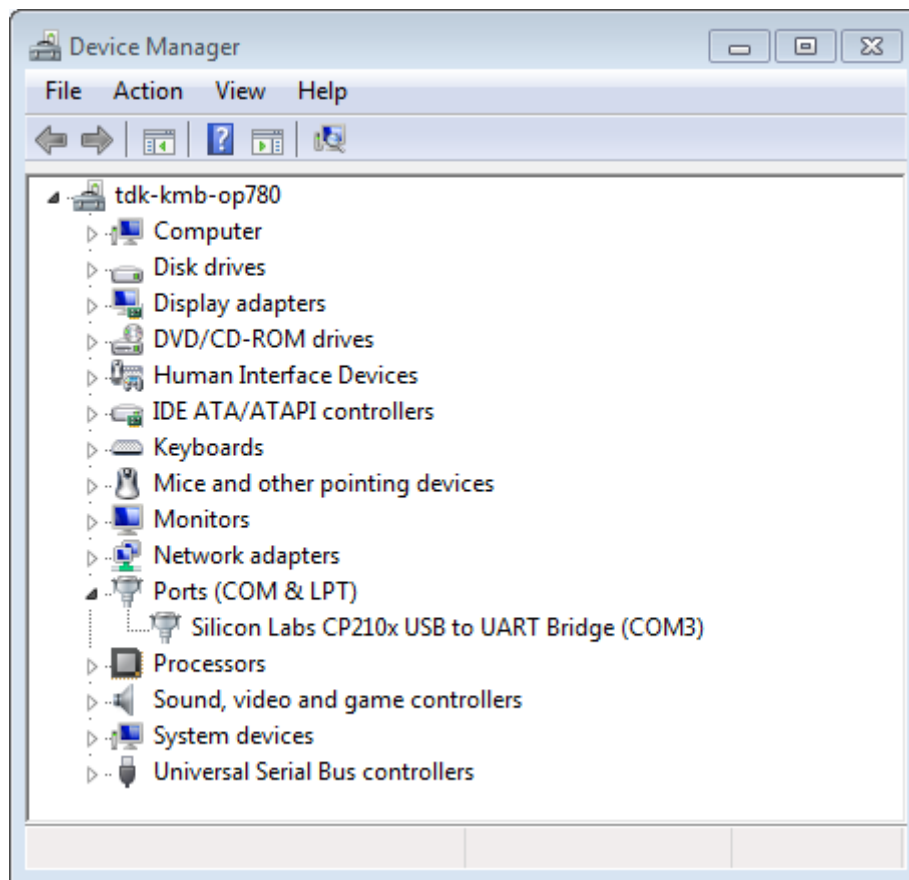 Device Manager
File Action View Help
?
tdk-kmb-op780
Computer
Disk drives
Display adapters
DVD/CD-ROM drives
Human Interface Devices
IDE ATA/ATAPI controllers
Keyboards
Mice and other pointing devices
Monitors
Network adapters
Ports (COM & LPT)
Silicon Labs CP210x USB to UART Bridge (COM3)
Processors
Sound, video and game controllers
System devices
Universal Serial Bus controllers